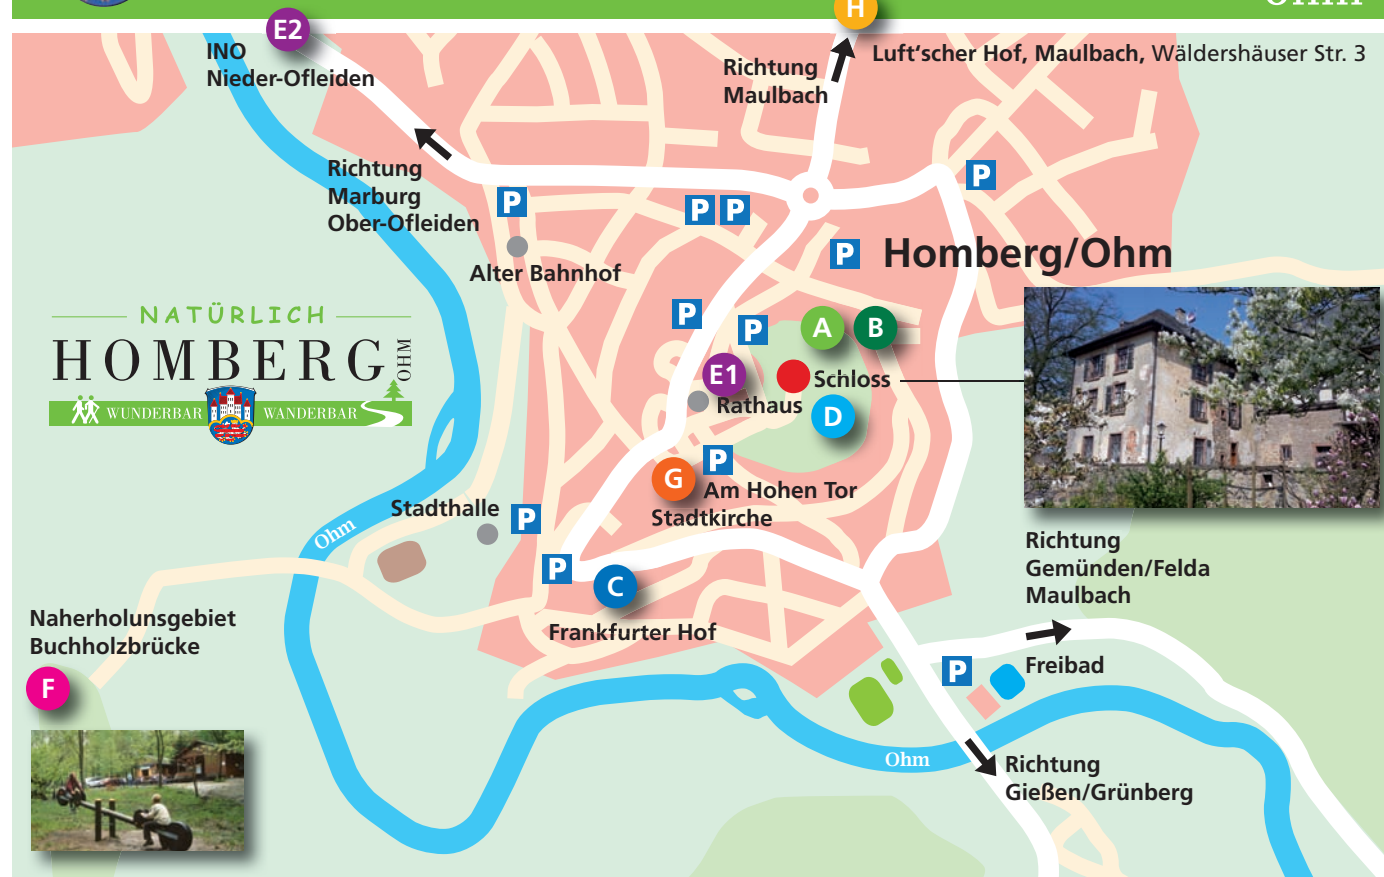 H
E2
INO
Nieder-Ofleiden
Luft‘scher Hof, Maulbach, Wäldershäuser Str. 3
Richtung
Maulbach
Richtung
Marburg
Ober-Ofleiden
P
P
P P
P
Homberg/Ohm
Alter Bahnhof
NATÜRLICH
HOMBERG
OHM
WUNDERBAR WANDERBAR
P
P
A
B
E1
Schloss
Rathaus
D
P
G
Am Hohen Tor
Stadtkirche
Stadthalle
P
Ohm
P
C
Frankfurter Hof
Richtung
Gemünden/Felda
Maulbach
Naherholunsgebiet
Buchholzbrücke
F
P
Freibad
Ohm
Richtung
Gießen/Grünberg